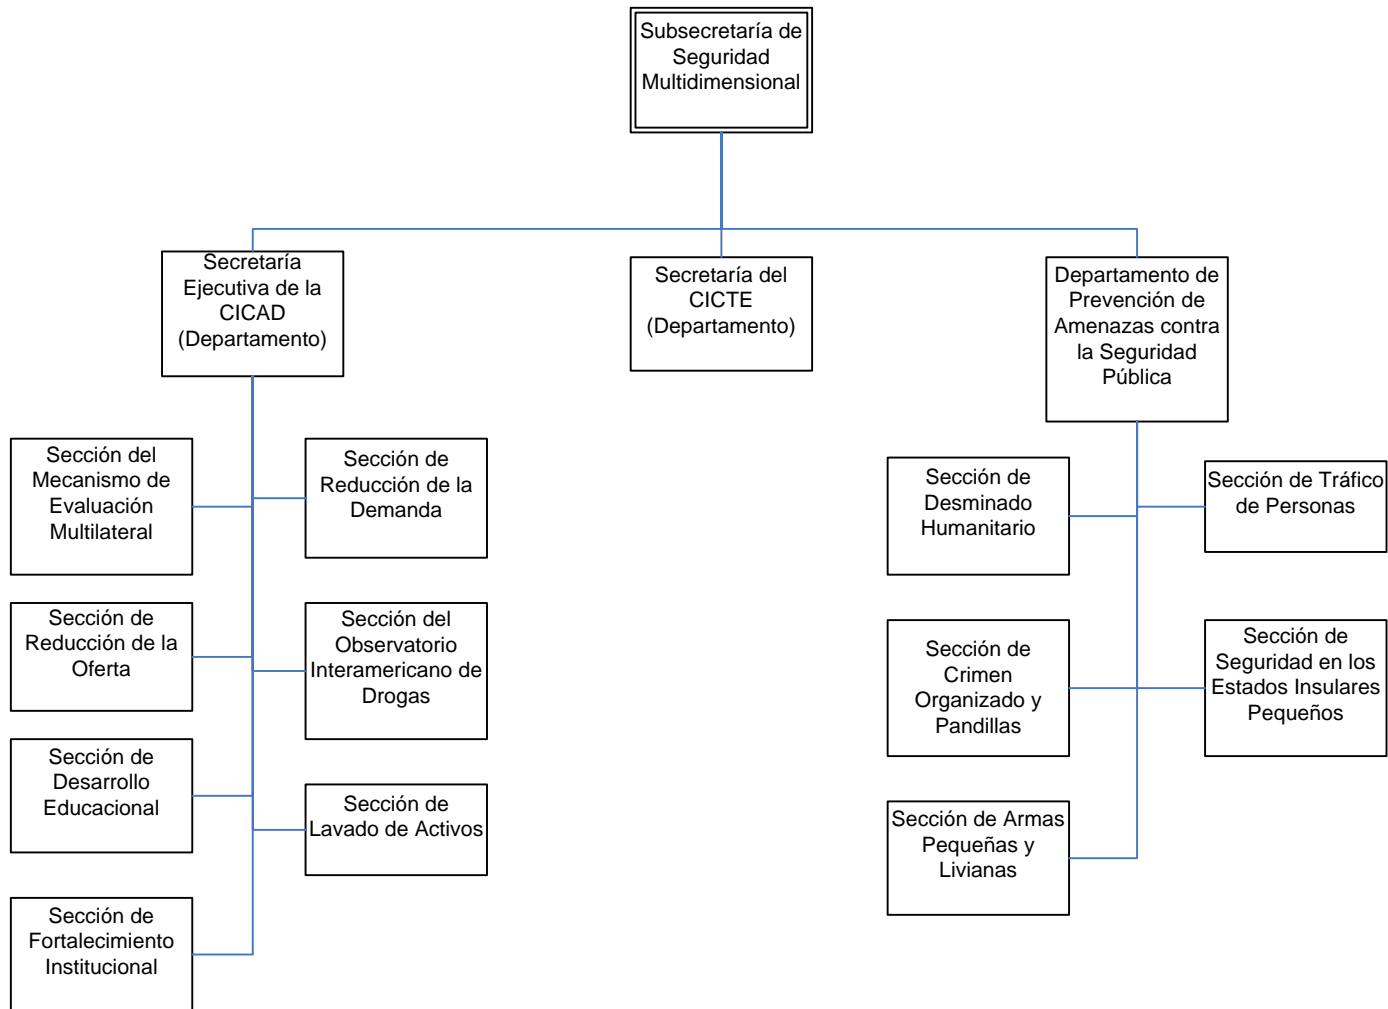 Subsecretaría de
Seguridad
Multidimensional
Secretaría
Ejecutiva de la
CICAD
(Departamento)
Secretaría del
CICTE
(Departamento)
Departamento de
Prevención de
Amenazas contra
la Seguridad
Pública
Sección del
Mecanismo de
Evaluación
Multilateral
Sección de
Reducción de la
Demanda
Sección de
Desminado
Humanitario
Sección de Tráfico
de Personas
Sección de
Reducción de la
Oferta
Sección del
Observatorio
Interamericano de
Drogas
Sección de
Crimen
Organizado y
Pandillas
Sección de
Seguridad en los
Estados Insulares
Pequeños
Sección de
Desarrollo
Educacional
Sección de
Lavado de Activos
Sección de Armas
Pequeñas y
Livianas
Sección de
Fortalecimiento
Institucional